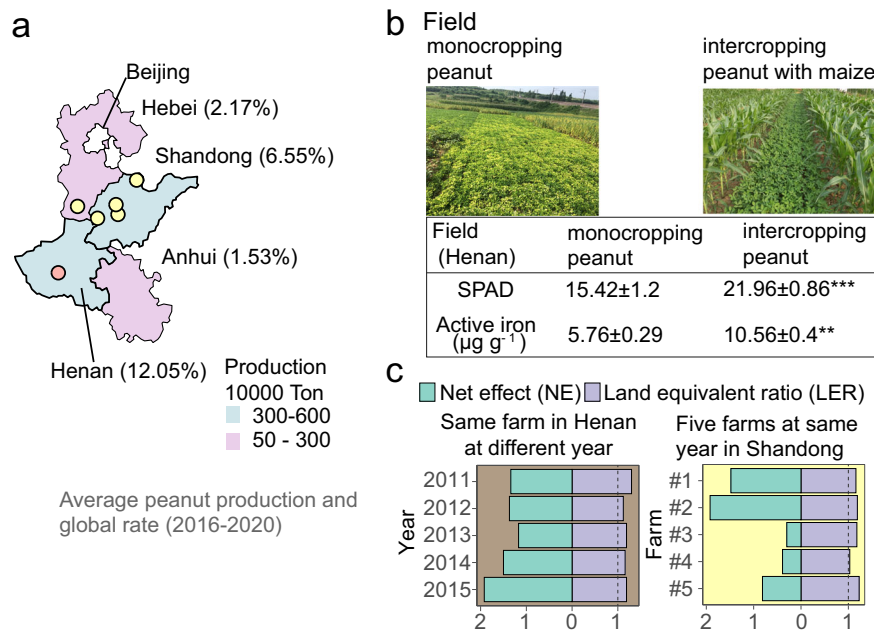 a
Beijing
Hebei (2.17%)
Shandong (6.55%)
Anhui (1.53%)
Henan (12.05%)
Production
10000 Ton
300-600
50 - 300
Average peanut production and
global rate (2016-2020)
b
Field
monocropping
peanut
intercropping
peanut with maize
Field
(Henan)
monocropping
peanut
intercropping
peanut
SPAD
15.42±1.2
21.96±0.86***
Active iron
(µg g⁻¹)
5.76±0.29
10.56±0.4**
c
Net effect (NE)
Land equivalent ratio (LER)
Same farm in Henan
at different year
Year
2011
2012
2013
2014
2015
2 1 0 1
Five farms at same
year in Shandong
Farm
#1
#2
#3
#4
#5
2 1 0 1